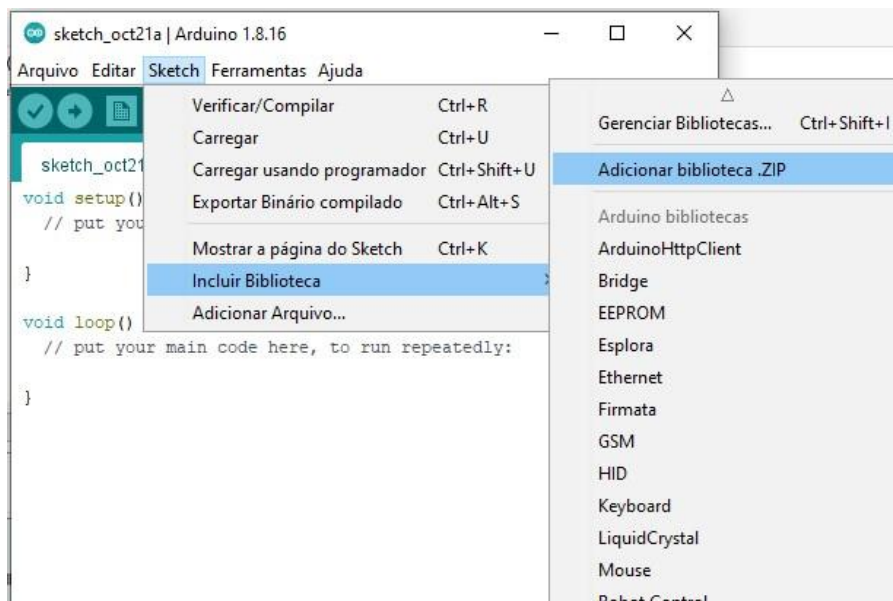 sketch_oct21a | Arduino 1.8.16
Arquivo Editar Sketch Ferramentas Ajuda
Verificar/Compilar Ctrl+R
Carregar Ctrl+U
Carregar usando programador Ctrl+Shift+U
Exportar Binário compilado Ctrl+Alt+S
Mostrar a página do Sketch Ctrl+K
Incluir Biblioteca
Adicionar Arquivo...
Gerenciar Bibliotecas... Ctrl+Shift+I
Adicionar biblioteca .ZIP
Arduino bibliotecas
ArduinoHttpClient
Bridge
EEPROM
Esplora
Ethernet
Firmata
GSM
HID
Keyboard
LiquidCrystal
Mouse
sketch_oct21
void setup()
// put you
}
void loop()
// put your main code here, to run repeatedly:
}